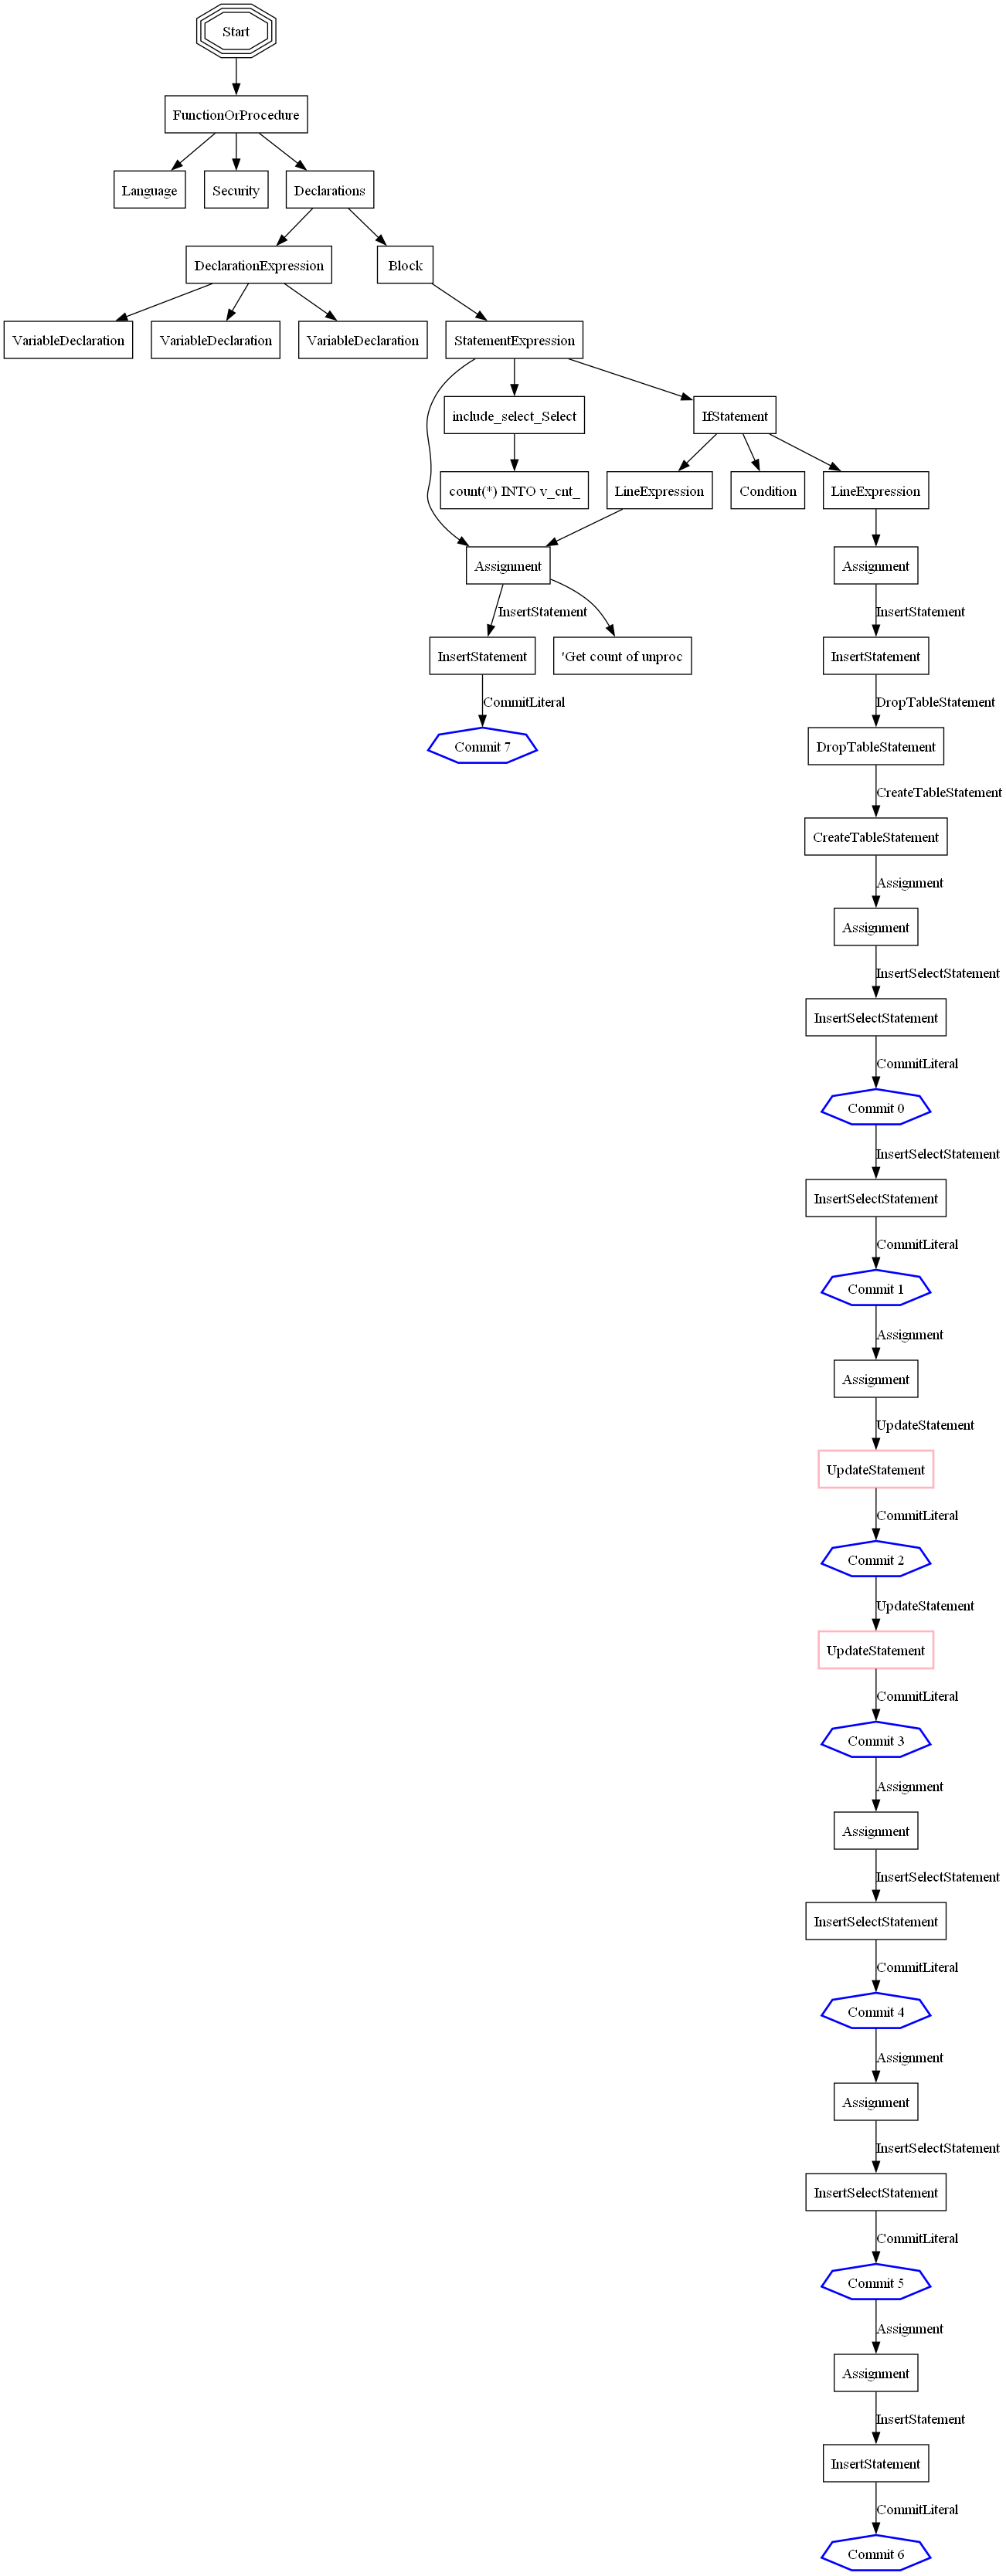 Start
FunctionOrProcedure
Language
Security
Declarations
DeclarationExpression
Block
VariableDeclaration
VariableDeclaration
VariableDeclaration
StatementExpression
include_select_Select
IfStatement
count(*) INTO v_cnt_
LineExpression
Condition
LineExpression
Assignment
Assignment
InsertStatement
InsertStatement
InsertStatement
'Get count of unproc
InsertStatement
CommitLiteral
DropTableStatement
Commit 7
DropTableStatement
CreateTableStatement
CreateTableStatement
Assignment
Assignment
InsertSelectStatement
InsertSelectStatement
CommitLiteral
Commit 0
InsertSelectStatement
InsertSelectStatement
CommitLiteral
Commit 1
Assignment
Assignment
UpdateStatement
UpdateStatement
CommitLiteral
Commit 2
UpdateStatement
UpdateStatement
CommitLiteral
Commit 3
Assignment
Assignment
InsertSelectStatement
InsertSelectStatement
CommitLiteral
Commit 4
Assignment
Assignment
InsertSelectStatement
InsertSelectStatement
CommitLiteral
Commit 5
Assignment
Assignment
InsertStatement
InsertStatement
CommitLiteral
Commit 6